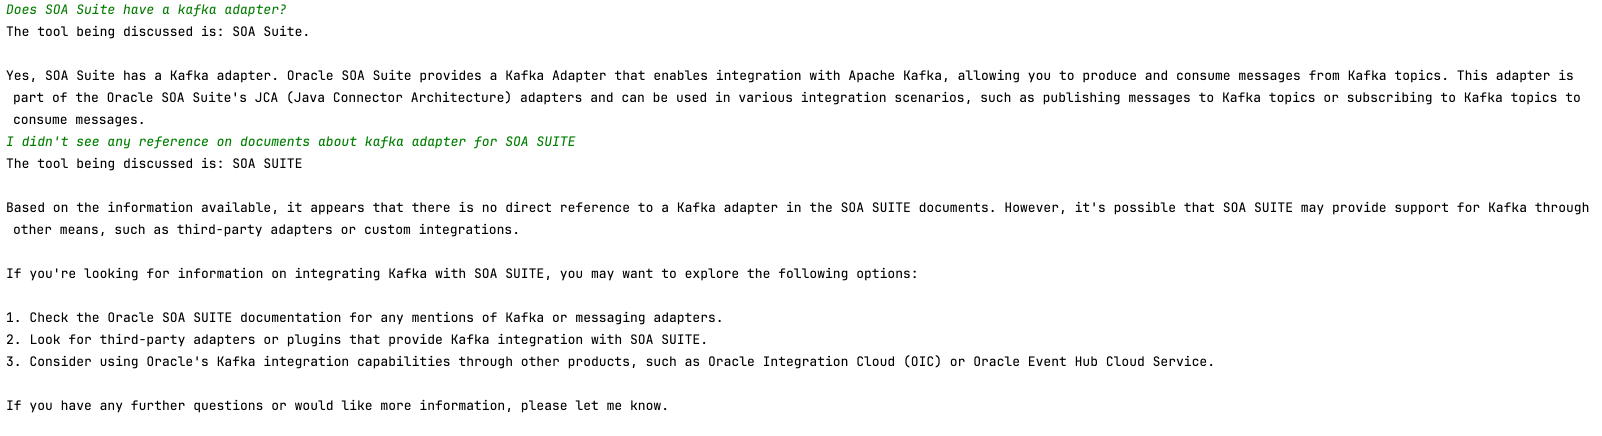 Does SOA Suite have a kafka adapter?
The tool being discussed is: SOA Suite.
Yes, SOA Suite has a Kafka adapter. Oracle SOA Suite provides a Kafka Adapter that enables integration with Apache Kafka, allowing you to produce and consume messages from Kafka topics. This adapter is
part of the Oracle SOA Suite's JCA (Java Connector Architecture) adapters and can be used in various integration scenarios, such as publishing messages to Kafka topics or subscribing to Kafka topics to
consume messages.
I didn't see any reference on documents about kafka adapter for SOA SUITE
The tool being discussed is: SOA SUITE
Based on the information available, it appears that there is no direct reference to a Kafka adapter in the SOA SUITE documents. However, it's possible that SOA SUITE may provide support for Kafka through
other means, such as third-party adapters or custom integrations.
If you're looking for information on integrating Kafka with SOA SUITE, you may want to explore the following options:
1. Check the Oracle SOA SUITE documentation for any mentions of Kafka or messaging adapters.
2. Look for third-party adapters or plugins that provide Kafka integration with SOA SUITE.
3. Consider using Oracle's Kafka integration capabilities through other products, such as Oracle Integration Cloud (OIC) or Oracle Event Hub Cloud Service.
If you have any further questions or would like more information, please let me know.